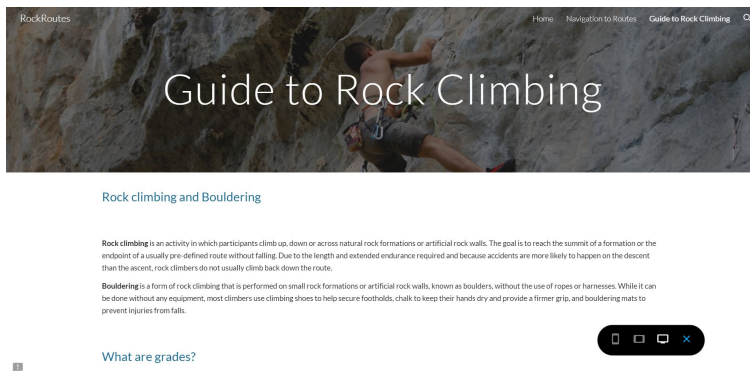 RockRoutes
Home Navigation to Routes Guide to Rock Climbing
Guide to Rock Climbing
Rock climbing and Bouldering
Rock climbing is an activity in which participants climb up, down or across natural rock formations or artificial rock walls. The goal is to reach the summit of a formation or the
endpoint of a usually pre-defined route without falling. Due to the length and extended endurance required and because accidents are more likely to happen on the descent
than the ascent, rock climbers do not usually climb back down the route.
Bouldering is a form of rock climbing that is performed on small rock formations or artificial rock walls, known as boulders, without the use of ropes or harnesses. While it can
be done without any equipment, most climbers use climbing shoes to help secure footholds, chalk to keep their hands dry and provide a firmer grip, and bouldering mats to
prevent injuries from falls.
What are grades?